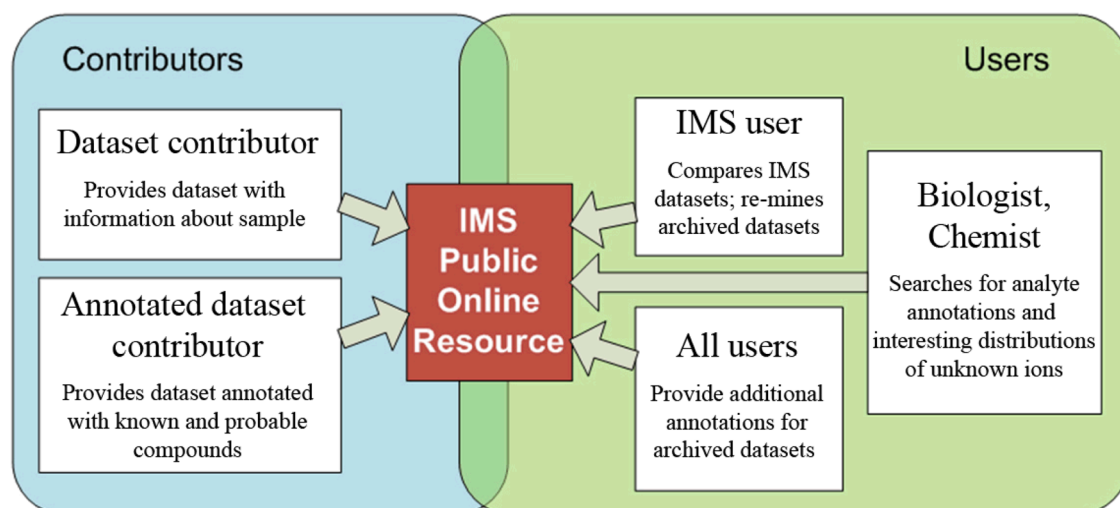 Contributors
Users
Dataset contributor
Provides dataset with
information about sample
Annotated dataset
contributor
Provides dataset annotated
with known and probable
compounds
IMS
Public
Online
Resource
IMS user
Compares IMS
datasets; re-mines
archived datasets
All users
Provide additional
annotations for
archived datasets
Biologist,
Chemist
Searches for analyte
annotations and
interesting distributions
of unknown ions